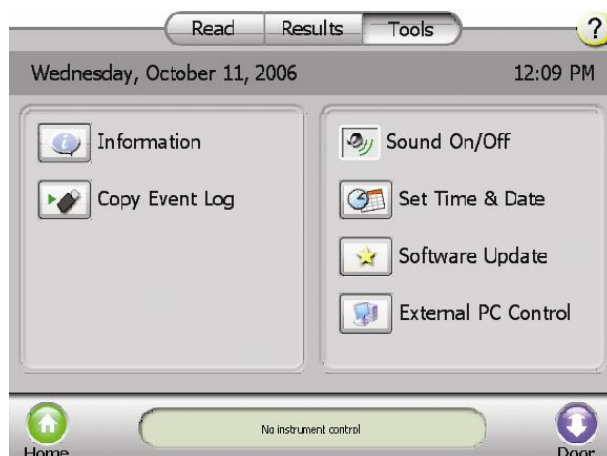 Read Results Tools ?
Wednesday, October 11, 2006 12:09 PM
Information
Copy Event Log
Sound On/Off
Set Time & Date
Software Update
External PC Control
No instrument control
Home Door